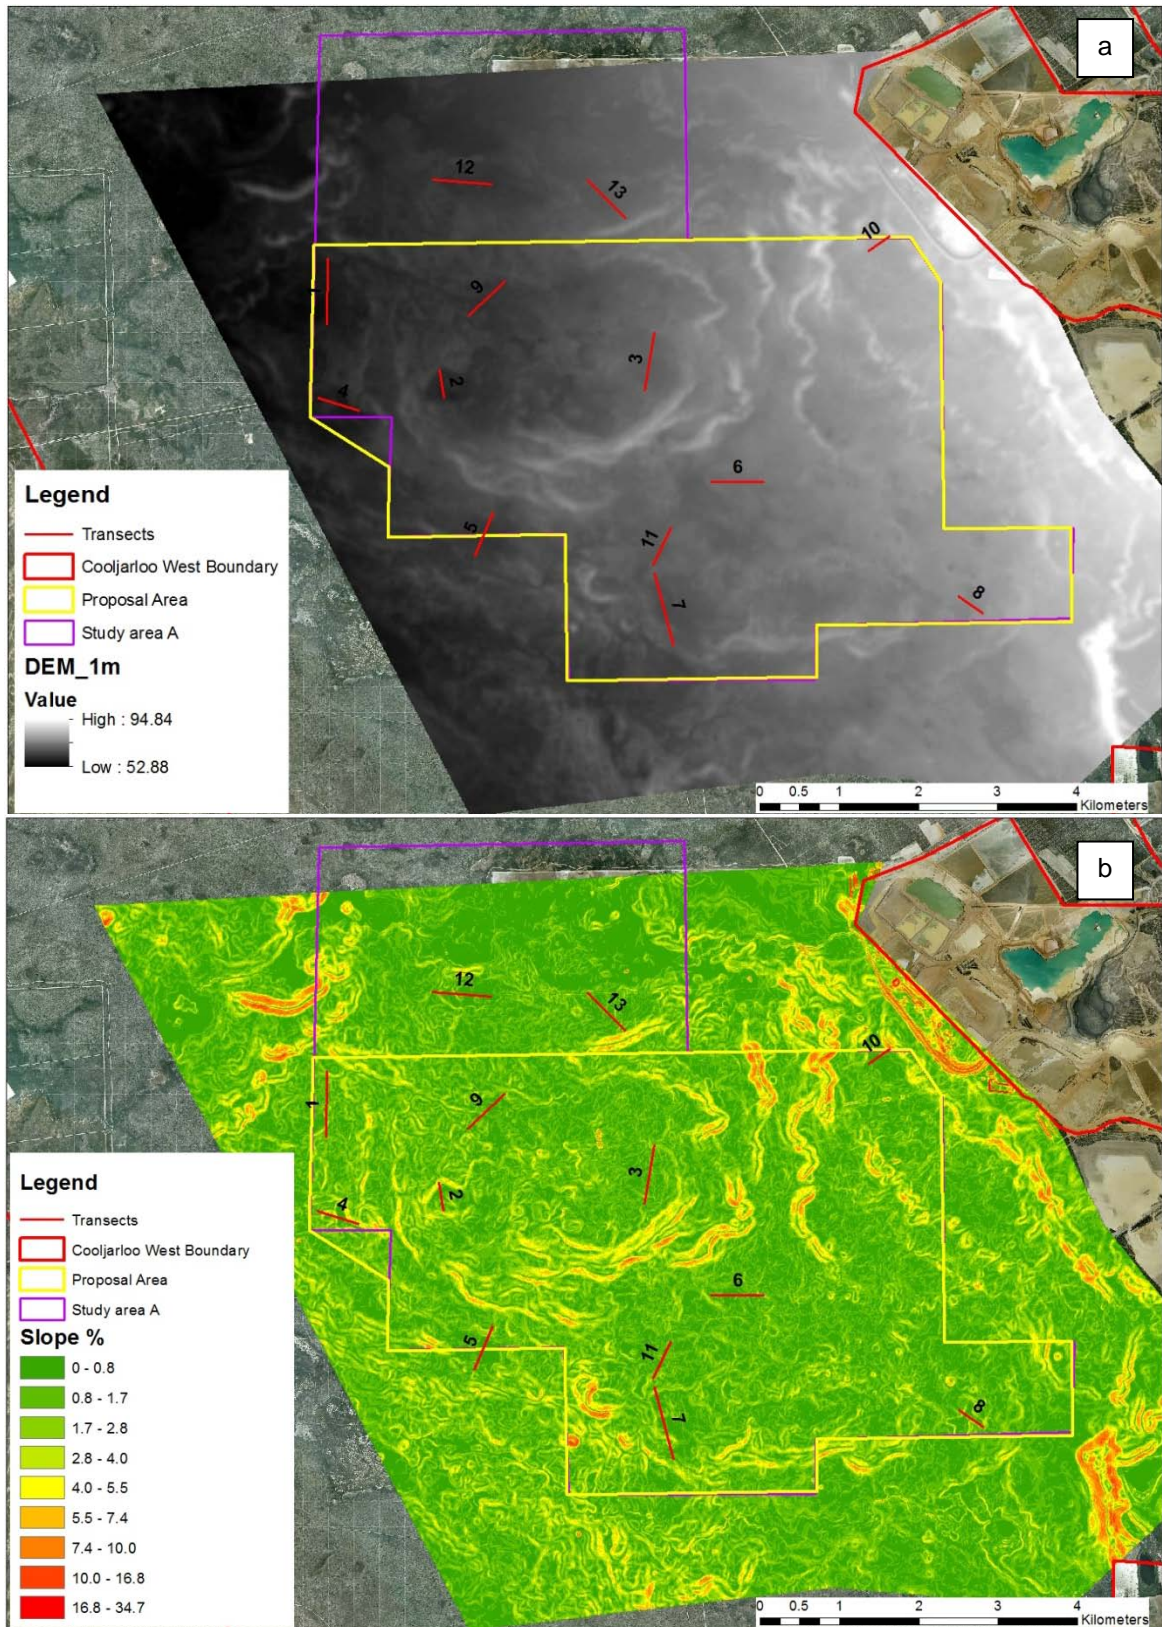 a
12
13
10
1
9
3
2
4
6
5
11
7
8
Legend
Transects
Cooljarloo West Boundary
Proposal Area
Study area A
DEM_1m
Value
High : 94.84
Low : 52.88
0 0.5 1 2 3 4
Kilometers
b
12
13
10
1
9
3
2
4
6
5
11
7
8
Legend
Transects
Cooljarloo West Boundary
Proposal Area
Study area A
Slope %
0 - 0.8
0.8 - 1.7
1.7 - 2.8
2.8 - 4.0
4.0 - 5.5
5.5 - 7.4
7.4 - 10.0
10.0 - 16.8
16.8 - 34.7
0 0.5 1 2 3 4
Kilometers